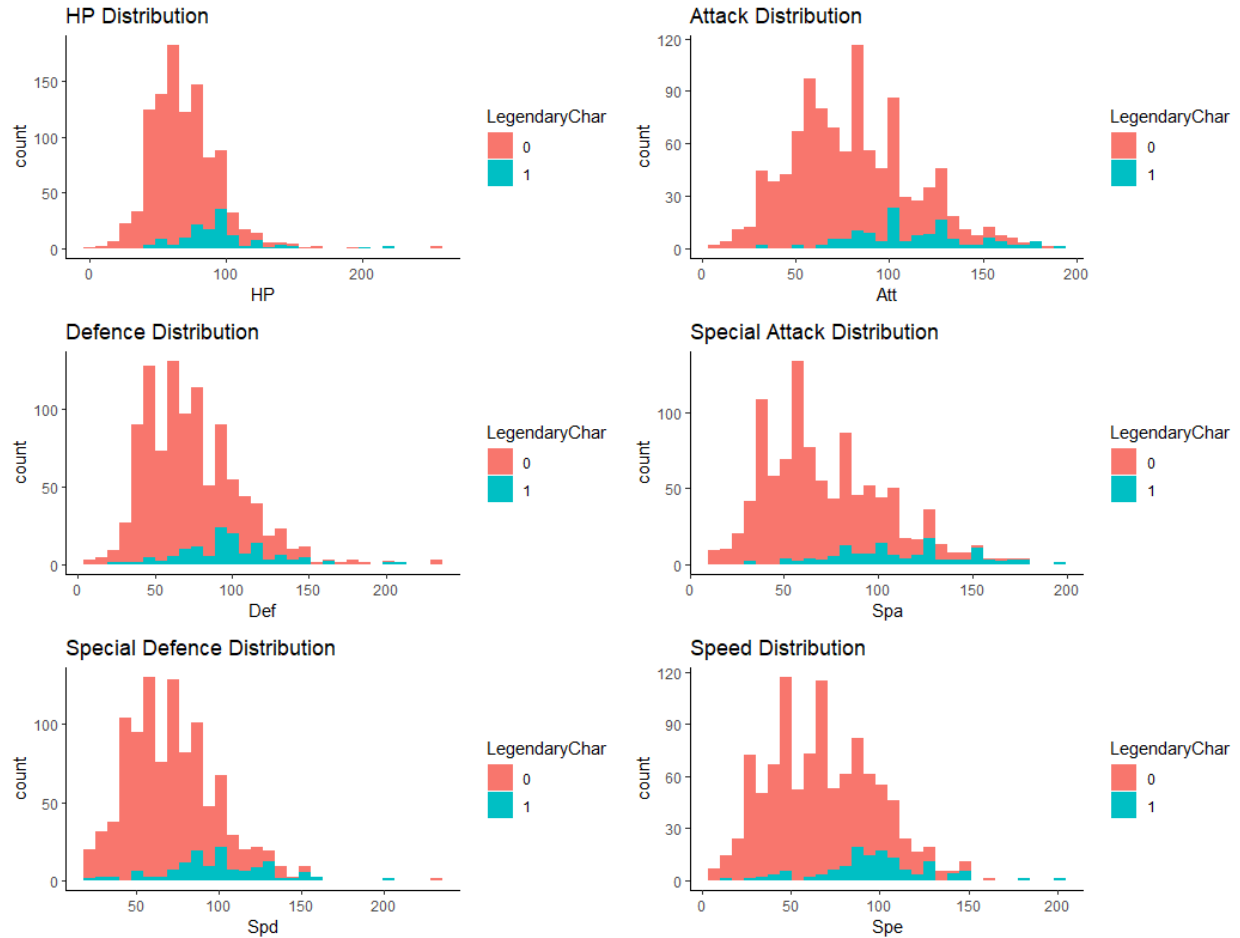 HP Distribution
150
100
50
0
count
0
100
200
HP
LegendaryChar
0
1
Attack Distribution
120
90
60
30
0
count
0
50
100
150
200
Att
LegendaryChar
0
1
Defence Distribution
100
50
0
count
0
50
100
150
200
Def
LegendaryChar
0
1
Special Attack Distribution
100
50
0
count
0
50
100
150
200
Spa
LegendaryChar
0
1
Special Defence Distribution
100
50
0
count
50
100
150
200
Spd
LegendaryChar
0
1
Speed Distribution
120
90
60
30
0
count
0
50
100
150
200
Spe
LegendaryChar
0
1